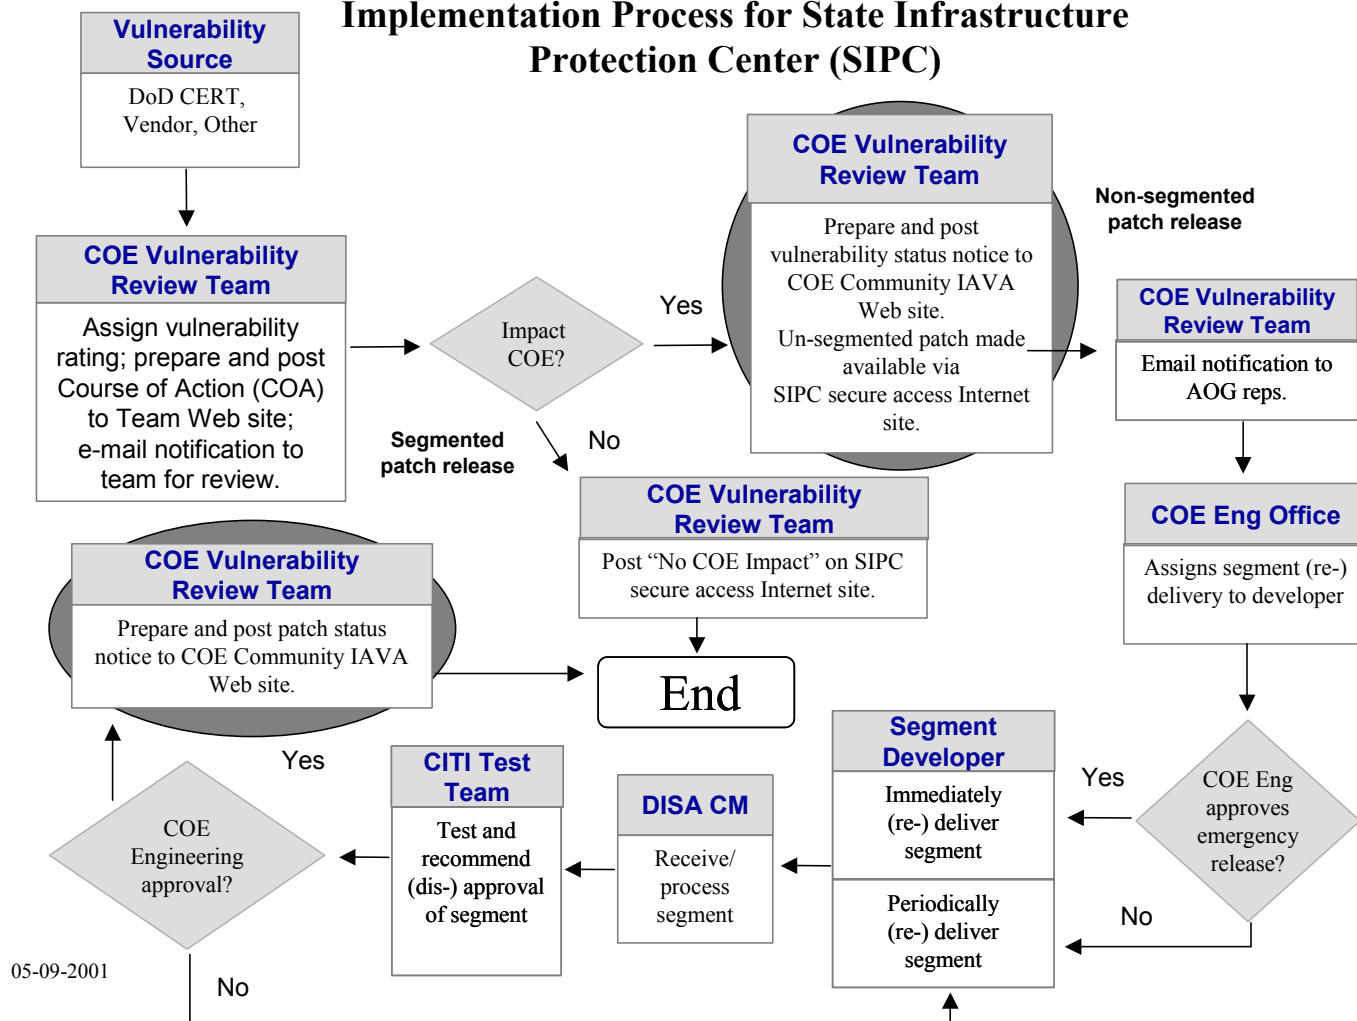 Implementation Process for State Infrastructure
Protection Center (SIPC)
Vulnerability
Source
DoD CERT,
Vendor, Other
COE Vulnerability
Review Team
Assign vulnerability
rating; prepare and post
Course of Action (COA)
to Team Web site;
e-mail notification to
team for review.
Impact
COE?
Yes
No
Segmented
patch release
COE Vulnerability
Review Team
Prepare and post
vulnerability status notice to
COE Community IAVA
Web site.
Un-segmented patch made
available via
SIPC secure access Internet
site.
Non-segmented
patch release
COE Vulnerability
Review Team
Email notification to
AOG reps.
COE Eng Office
Assigns segment (re-)
delivery to developer
COE Vulnerability
Review Team
Post “No COE Impact” on SIPC
secure access Internet site.
End
COE Vulnerability
Review Team
Prepare and post patch status
notice to COE Community IAVA
Web site.
COE Eng
approves
emergency
release?
Yes
No
Segment
Developer
Immediately
(re-) deliver
segment
Periodically
(re-) deliver
segment
DISA CM
Receive/
process
segment
CITI Test
Team
Test and
recommend
(dis-) approval
of segment
COE
Engineering
approval?
Yes
No
05-09-2001